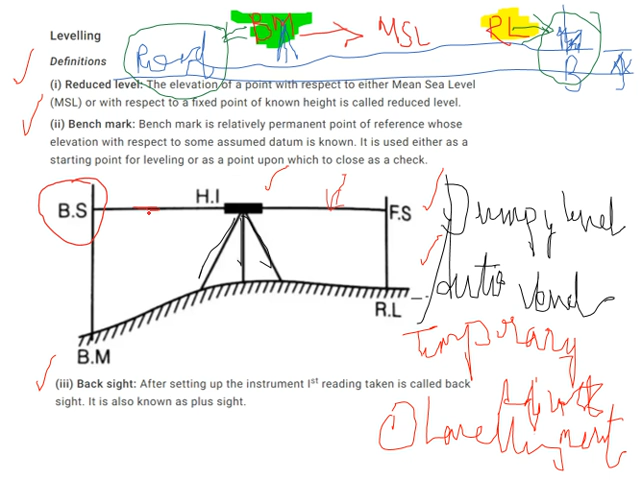 BM → MSL RL
Levelling
Road
Definitions
B
(i) Reduced level: The elevation of a point with respect to either Mean Sea Level
(MSL) or with respect to a fixed point of known height is called reduced level.
(ii) Bench mark: Bench mark is relatively permanent point of reference whose
elevation with respect to some assumed datum is known. It is used either as a
starting point for leveling or as a point upon which to close as a check.
H.I
B.S
F.S
Dumpy level
Auto
R.L
Temporary
B.M
(iii) Back sight: After setting up the instrument Ist reading taken is called back
sight. It is also known as plus sight.
①